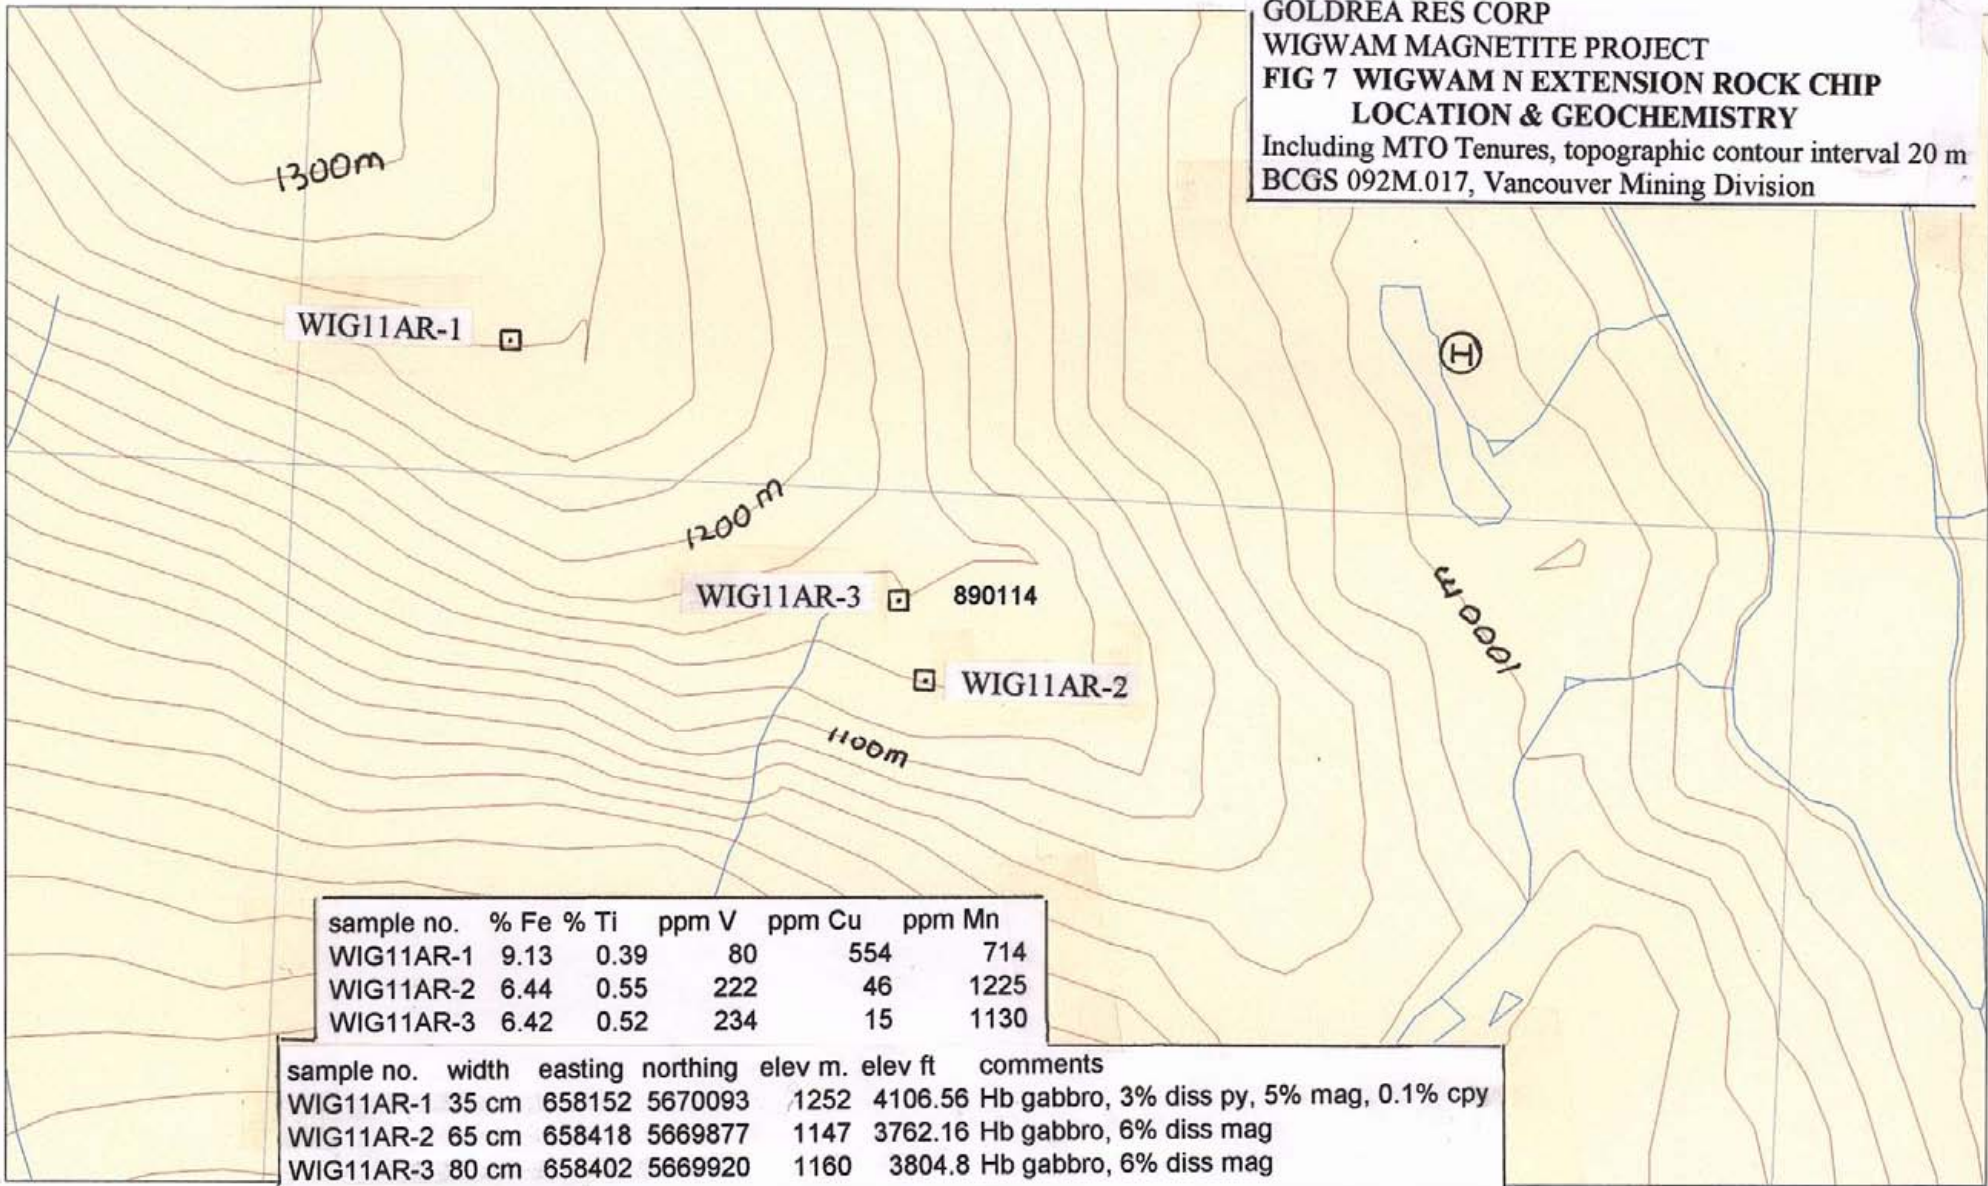 GOLDREA RES CORP
WIGWAM MAGNETITE PROJECT
FIG 7 WIGWAM N EXTENSION ROCK CHIP
LOCATION & GEOCHEMISTRY
Including MTO Tenures, topographic contour interval 20 m
BCGS 092M.017, Vancouver Mining Division
1300m
WIG11AR-1
H
1200 m
WIG11AR-3
890114
1000 m
WIG11AR-2
1100m
sample no. % Fe % Ti ppm V ppm Cu ppm Mn
WIG11AR-1 9.13 0.39 80 554 714
WIG11AR-2 6.44 0.55 222 46 1225
WIG11AR-3 6.42 0.52 234 15 1130
sample no. width easting northing elev m. elev ft comments
WIG11AR-1 35 cm 658152 5670093 1252 4106.56 Hb gabbro, 3% diss py, 5% mag, 0.1% cpy
WIG11AR-2 65 cm 658418 5669877 1147 3762.16 Hb gabbro, 6% diss mag
WIG11AR-3 80 cm 658402 5669920 1160 3804.8 Hb gabbro, 6% diss mag